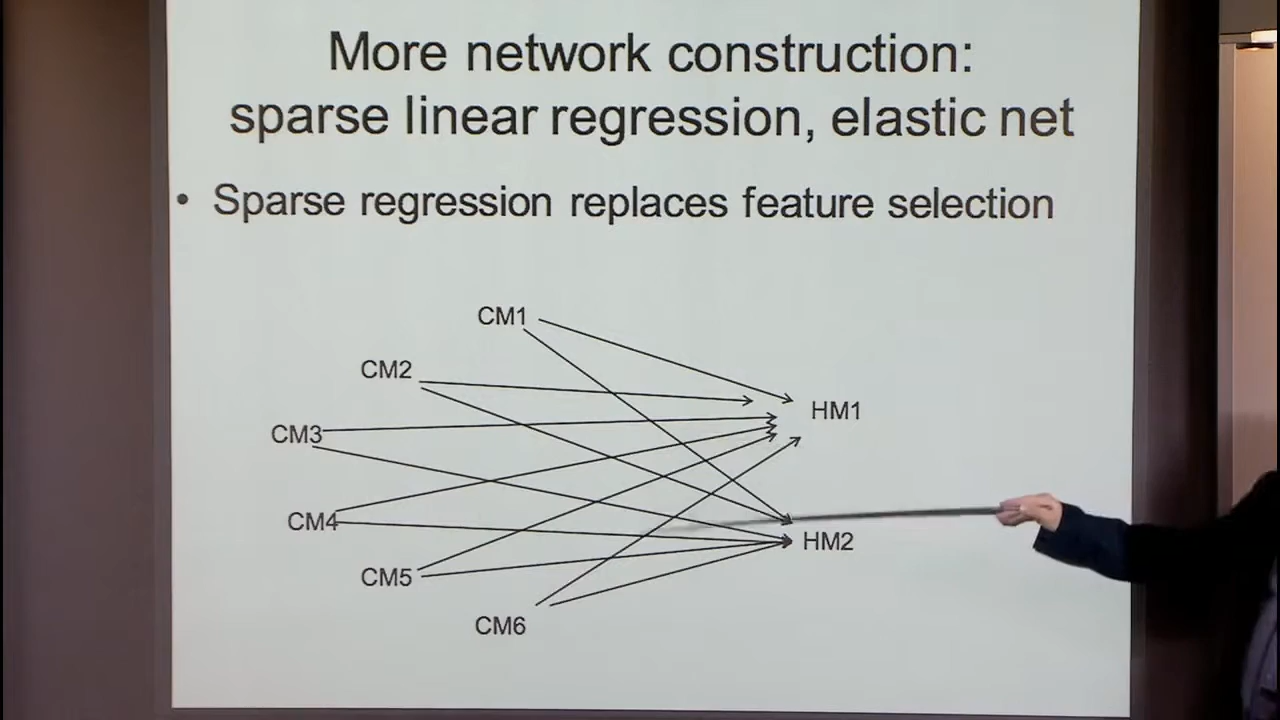 More network construction:
sparse linear regression, elastic net
• Sparse regression replaces feature selection
CM1
CM2
HM1
CM3
CM4
HM2
CM5
CM6